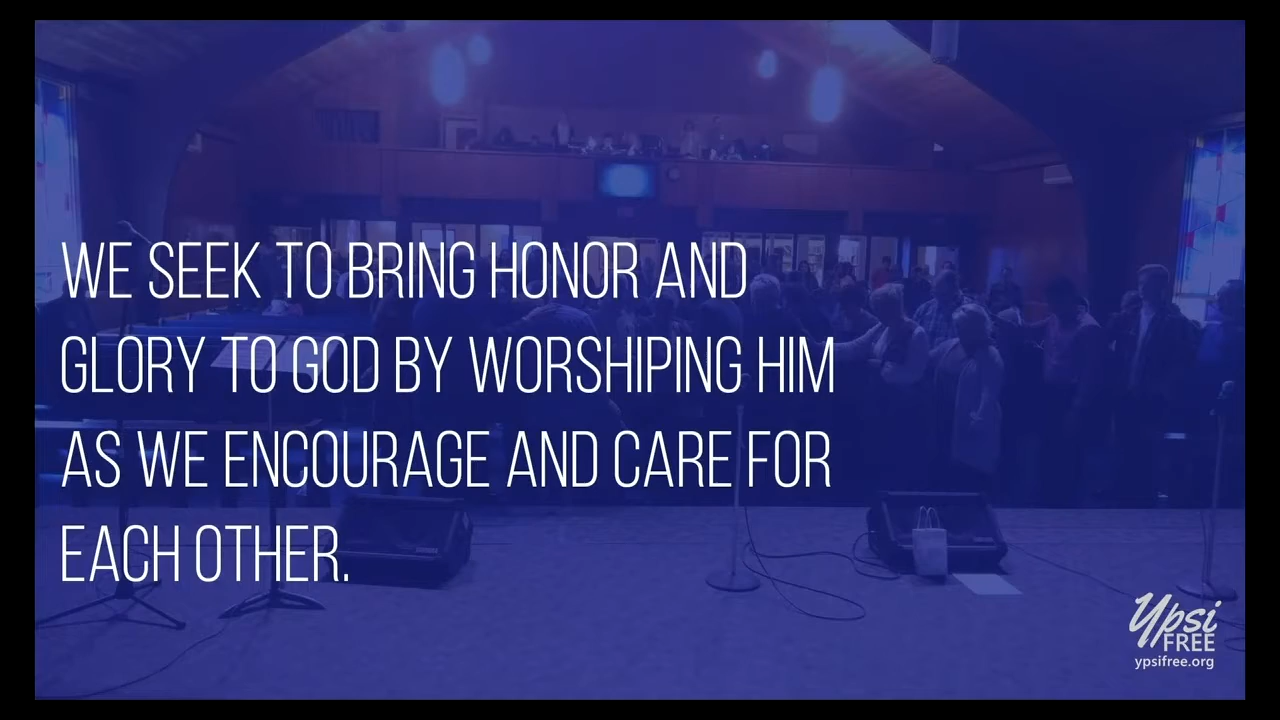 WE SEEK TO BRING HONOR AND
GLORY TO GOD BY WORSHIPING HIM
AS WE ENCOURAGE AND CARE FOR
EACH OTHER.
Ypsi
FREE
ypsifree.org